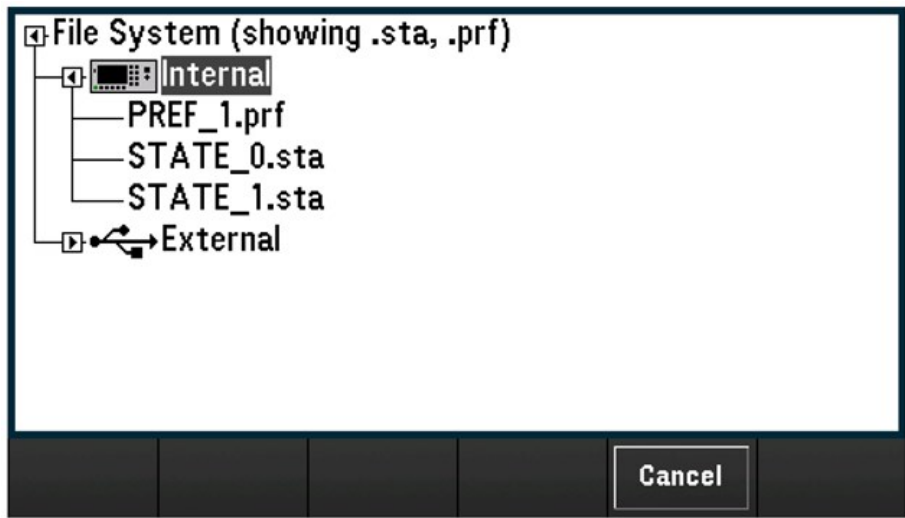 File System (showing .sta, .prf)
Internal
PREF_1.prf
STATE_0.sta
STATE_1.sta
External
Cancel